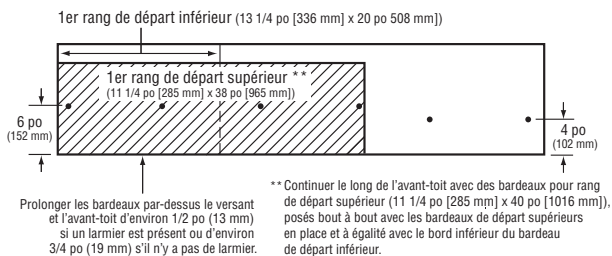 1er rang de départ inférieur (13 1/4 po [336 mm] x 20 po 508 mm])
1er rang de départ supérieur **
(11 1/4 po [285 mm] x 38 po [965 mm])
6 po
(152 mm)
4 po
(102 mm)
Prolonger les bardeaux par-dessus le versant
et l'avant-toit d'environ 1/2 po (13 mm)
si un larmier est présent ou d'environ
3/4 po (19 mm) s'il n'y a pas de larmier.
** Continuer le long de l'avant-toit avec des bardeaux pour rang
de départ supérieur (11 1/4 po [285 mm] x 40 po [1016 mm]),
posés bout à bout avec les bardeaux de départ supérieurs
en place et à égalité avec le bord inférieur du bardeau
de départ inférieur.